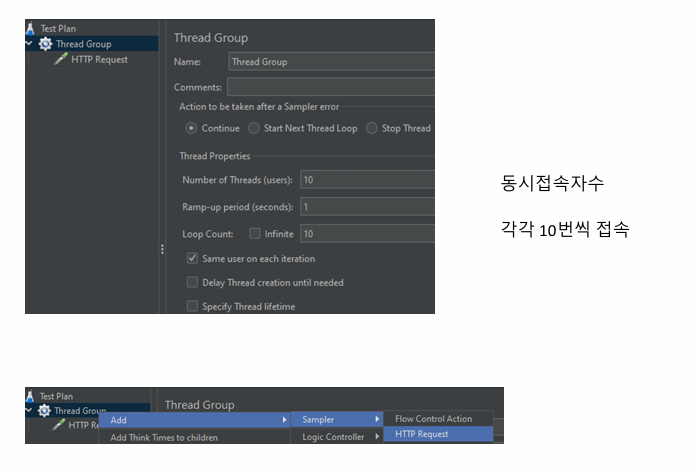 Test Plan
Thread Group
HTTP Request
Thread Group
Name: Thread Group
Comments:
Action to be taken after a Sampler error
Continue Start Next Thread Loop Stop Thread
Thread Properties
Number of Threads (users): 10
동시접속자수
Ramp-up period (seconds): 1
Loop Count: Infinite 10
각각 10번씩 접속
Same user on each iteration
Delay Thread creation until needed
Specify Thread lifetime
Test Plan
Thread Group
HTTP R
Thread Group
Add
Add Think Times to children
Sampler
Logic Controller
Flow Control Action
HTTP Request